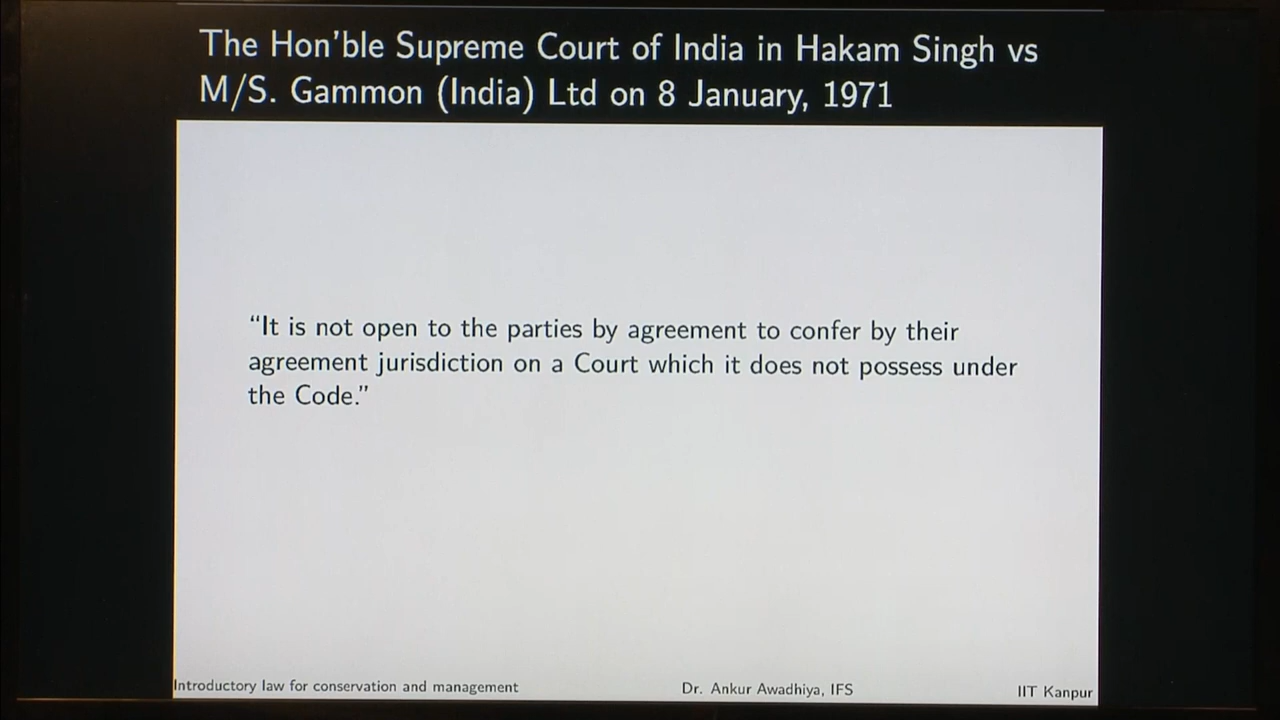 The Hon'ble Supreme Court of India in Hakam Singh vs
M/S. Gammon (India) Ltd on 8 January, 1971
“It is not open to the parties by agreement to confer by their
agreement jurisdiction on a Court which it does not possess under
the Code.”
Introductory law for conservation and management Dr. Ankur Awadhiya, IFS IIT Kanpur